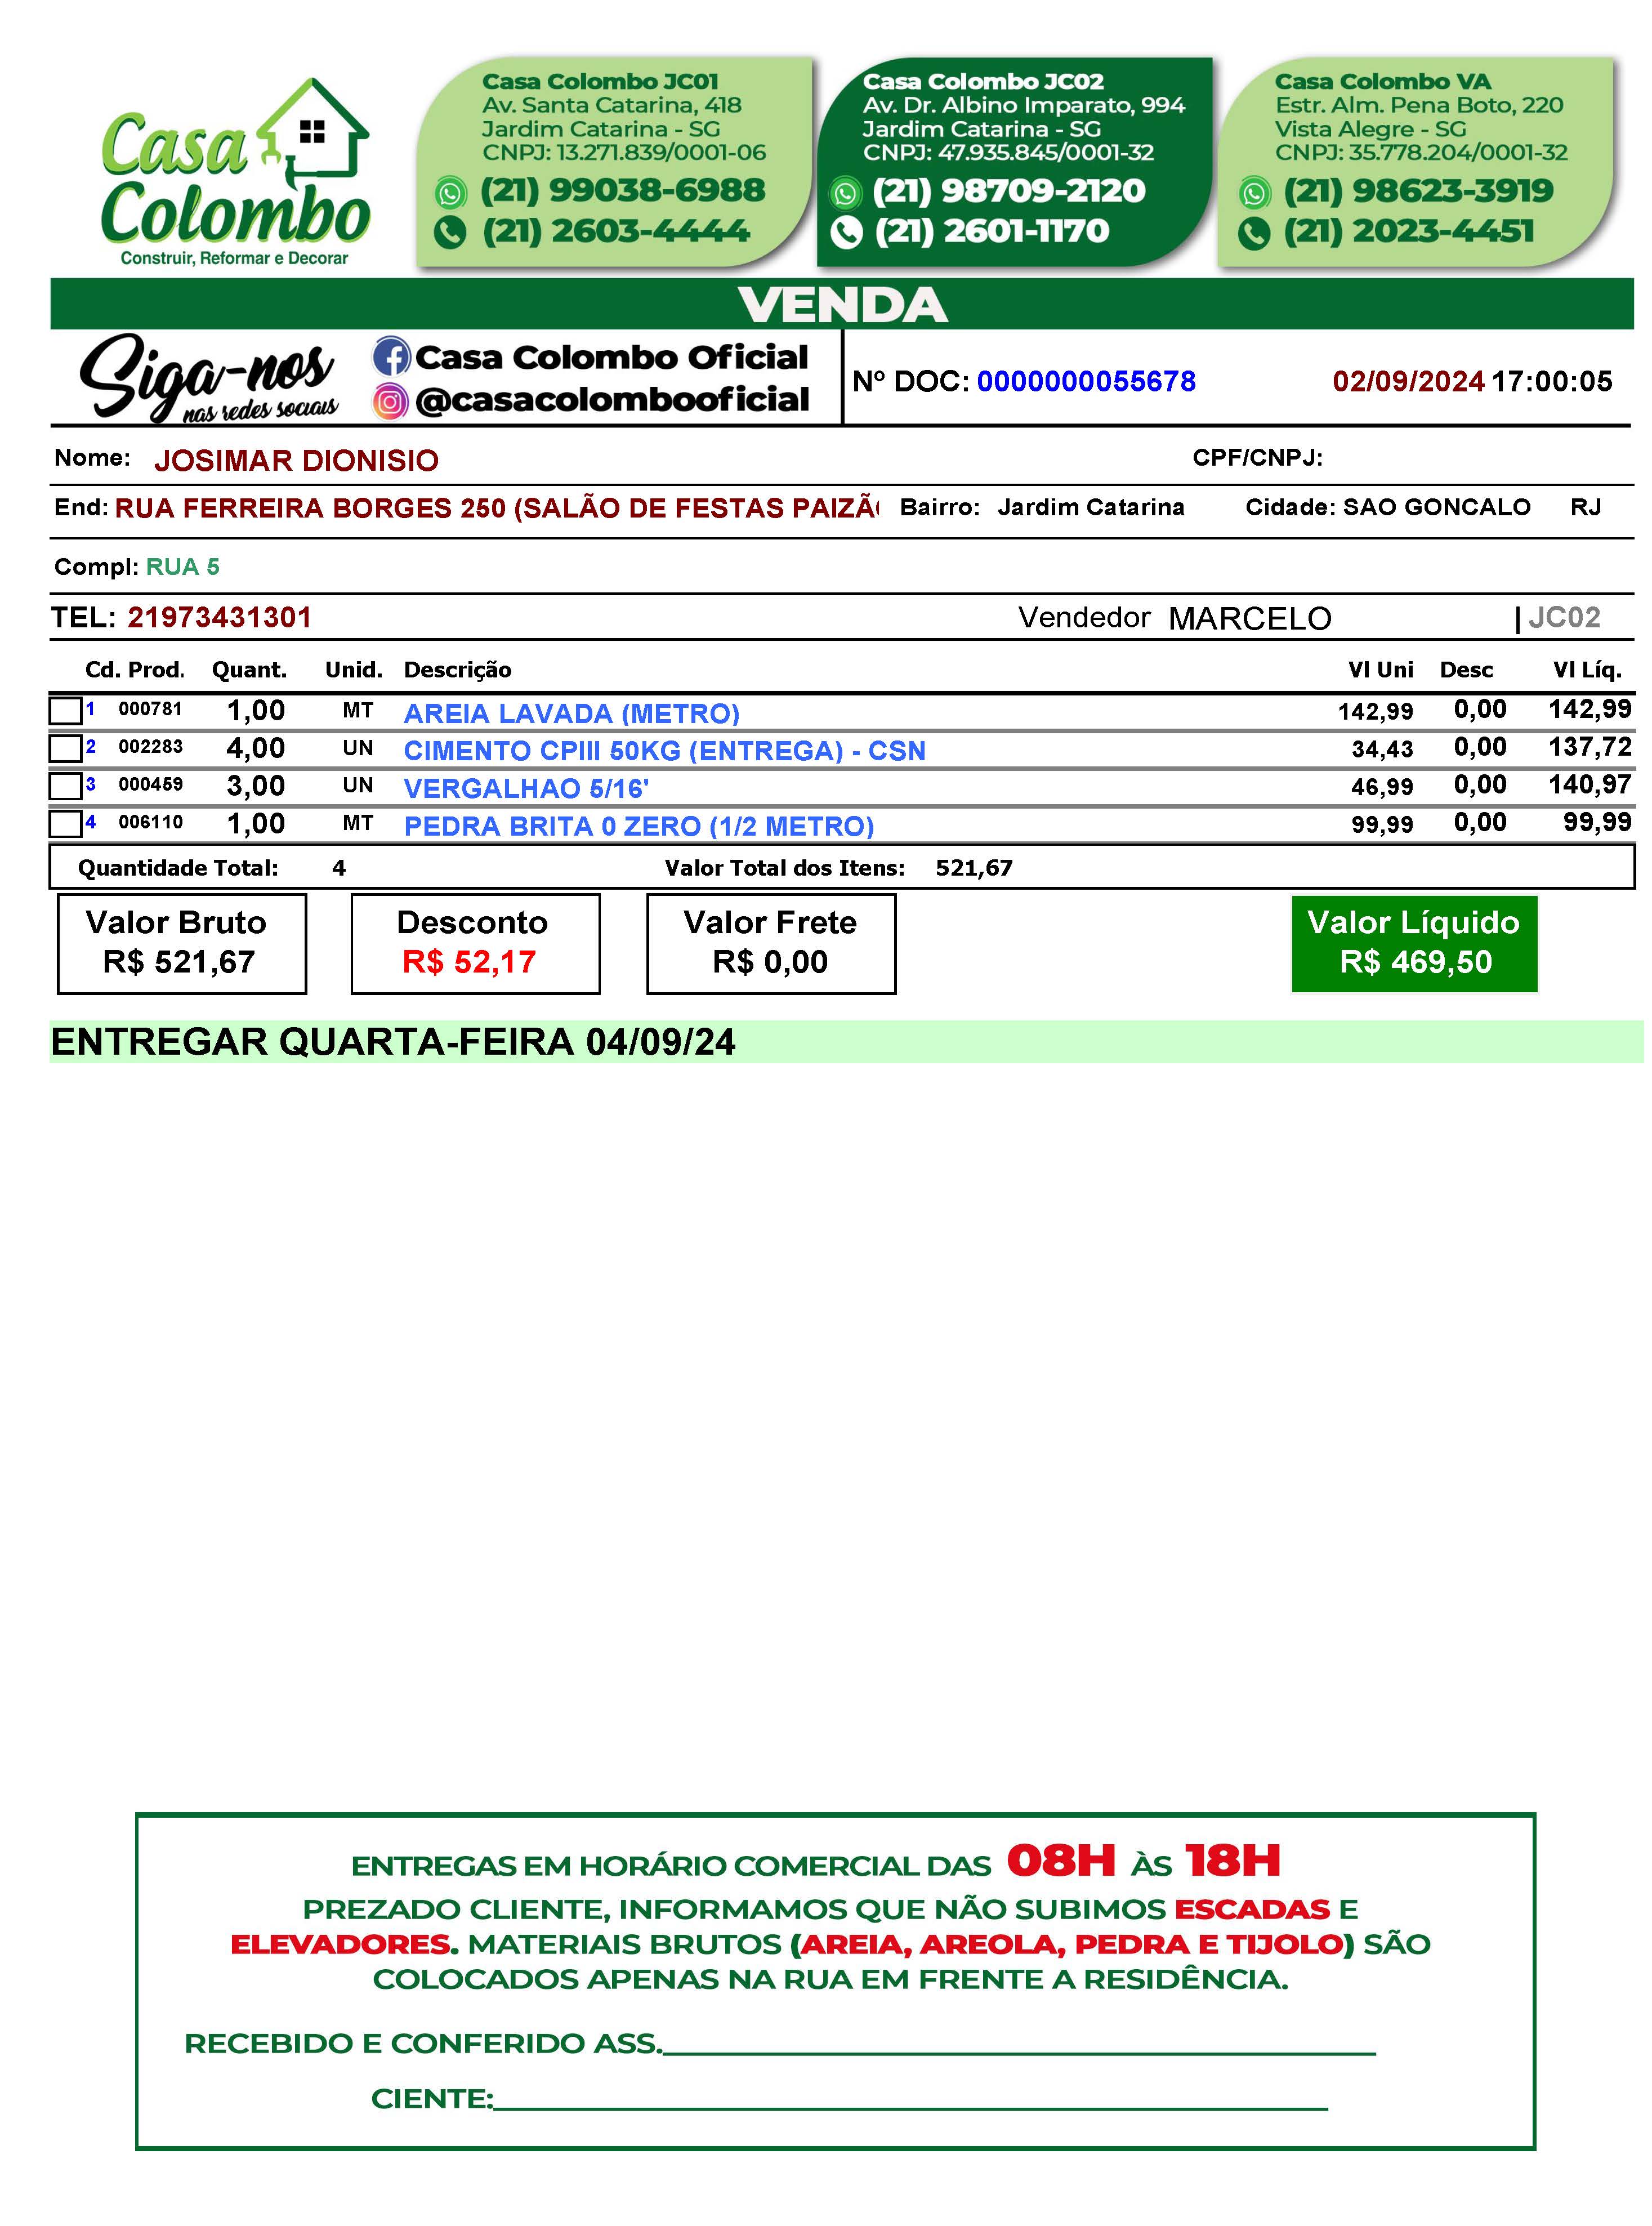 Casa Colombo
Construir, Reformar e Decorar
Casa Colombo JC01
Av. Santa Catarina, 418
Jardim Catarina - SG
CNPJ: 13.271.839/0001-06
(21) 99038-6988
(21) 2603-4444
Casa Colombo JC02
Av. Dr. Albino Imparato, 994
Jardim Catarina - SG
CNPJ: 47.935.845/0001-32
(21) 98709-2120
(21) 2601-1170
Casa Colombo VA
Estr. Alm. Pena Boto, 220
Vista Alegre - SG
CNPJ: 35.778.204/0001-32
(21) 98623-3919
(21) 2023-4451
VENDA
Siga-nos
nas redes sociais
Casa Colombo Oficial
@casacolombooficial
Nº DOC: 0000000055678 02/09/2024 17:00:05
Nome: JOSIMAR DIONISIO CPF/CNPJ:
End: RUA FERREIRA BORGES 250 (SALÃO DE FESTAS PAIZÃ Bairro: Jardim Catarina Cidade: SAO GONCALO RJ
Compl: RUA 5
TEL: 21973431301 Vendedor MARCELO | JC02
Cd. Prod. Quant. Unid. Descrição Vl Uni Desc Vl Líq.
1 000781 1,00 MT AREIA LAVADA (METRO) 142,99 0,00 142,99
2 002283 4,00 UN CIMENTO CPIII 50KG (ENTREGA) - CSN 34,43 0,00 137,72
3 000459 3,00 UN VERGALHAO 5/16' 46,99 0,00 140,97
4 006110 1,00 MT PEDRA BRITA 0 ZERO (1/2 METRO) 99,99 0,00 99,99
Quantidade Total: 4 Valor Total dos Itens: 521,67
Valor Bruto Desconto Valor Frete Valor Líquido
R$ 521,67 R$ 52,17 R$ 0,00 R$ 469,50
ENTREGAR QUARTA-FEIRA 04/09/24
ENTREGAS EM HORÁRIO COMERCIAL DAS 08H ÀS 18H
PREZADO CLIENTE, INFORMAMOS QUE NÃO SUBIMOS ESCADAS E
ELEVADORES. MATERIAIS BRUTOS (AREIA, AREOLA, PEDRA E TIJOLO) SÃO
COLOCADOS APENAS NA RUA EM FRENTE A RESIDÊNCIA.
RECEBIDO E CONFERIDO ASS.
CIENTE: